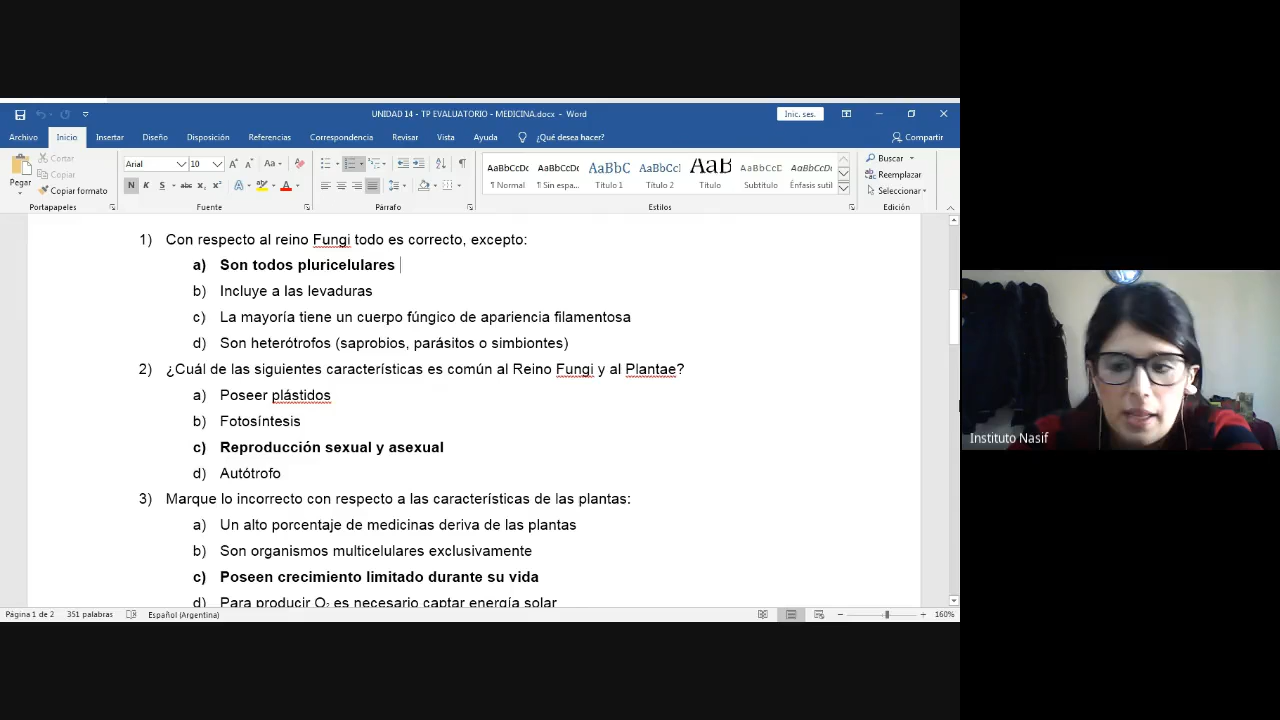 UNIDAD 14 - TP EVALUATORIO - MEDICINA.docx - Word
Inic. ses.
Archivo Inicio Insertar Diseño Disposición Referencias Correspondencia Revisar Vista Ayuda ¿Qué desea hacer? Compartir
Pegar
Cortar
Copiar
Copiar formato
Portapapeles
Arial 10
Fuente
Párrafo
AaBbCcDc AaBbCcDc AaBbC AaBbCcI AaB AaBbCcD AaBbCcDc
¶ Normal ¶ Sin espa... Título 1 Título 2 Título Subtítulo Énfasis sutil
Estilos
Buscar
Reemplazar
Seleccionar
Edición
1) Con respecto al reino Fungi todo es correcto, excepto:
a) Son todos pluricelulares
b) Incluye a las levaduras
c) La mayoría tiene un cuerpo fúngico de apariencia filamentosa
d) Son heterótrofos (saprobios, parásitos o simbiontes)
2) ¿Cuál de las siguientes características es común al Reino Fungi y al Plantae?
a) Poseer plástidos
b) Fotosíntesis
c) Reproducción sexual y asexual
d) Autótrofo
3) Marque lo incorrecto con respecto a las características de las plantas:
a) Un alto porcentaje de medicinas deriva de las plantas
b) Son organismos multicelulares exclusivamente
c) Poseen crecimiento limitado durante su vida
d) Para producir O₂ es necesario captar energía solar
Página 1 de 2 351 palabras Español (Argentina) 160%
Instituto Nasif